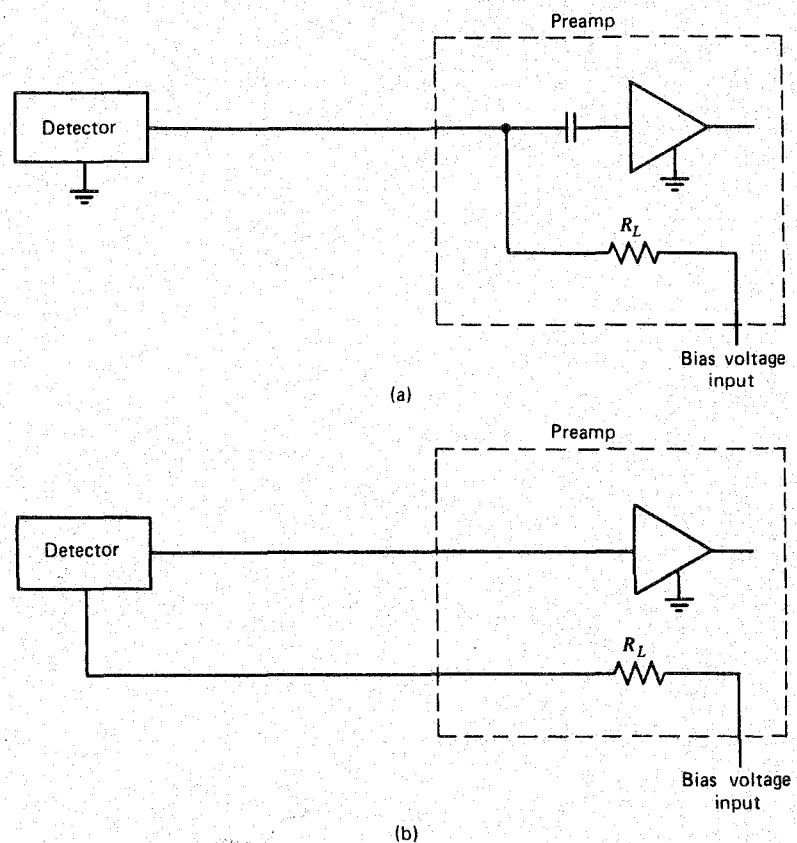 Preamp
Detector
R_L
Bias voltage
input
(a)
Preamp
Detector
R_L
Bias voltage
input
(b)